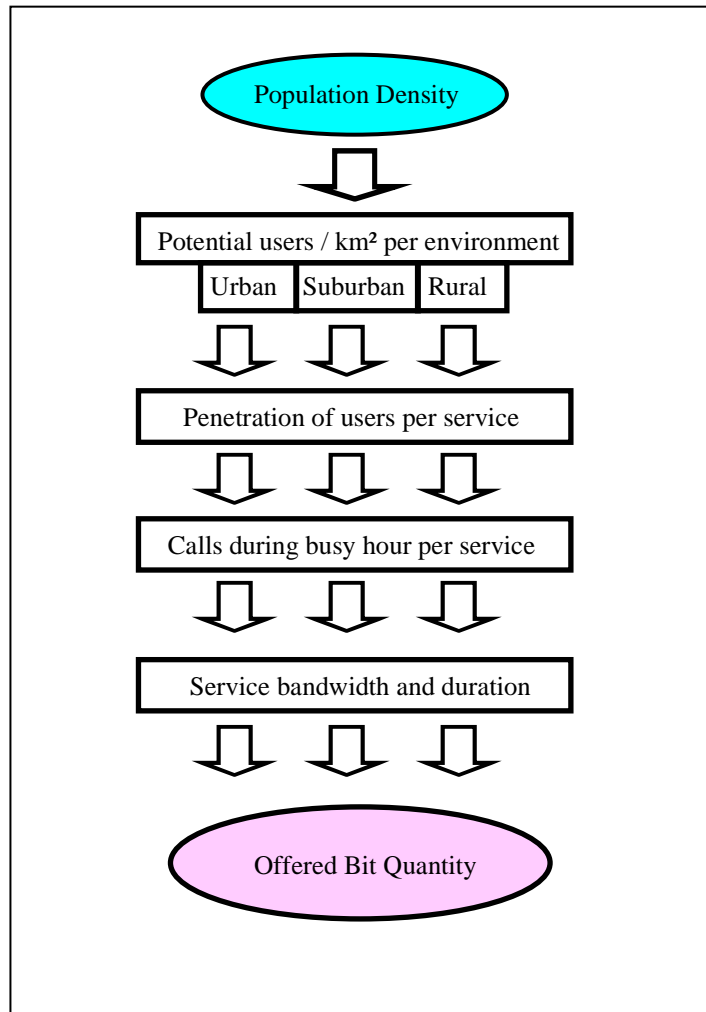 Population Density
Potential users / km² per environment
Urban Suburban Rural
Penetration of users per service
Calls during busy hour per service
Service bandwidth and duration
Offered Bit Quantity